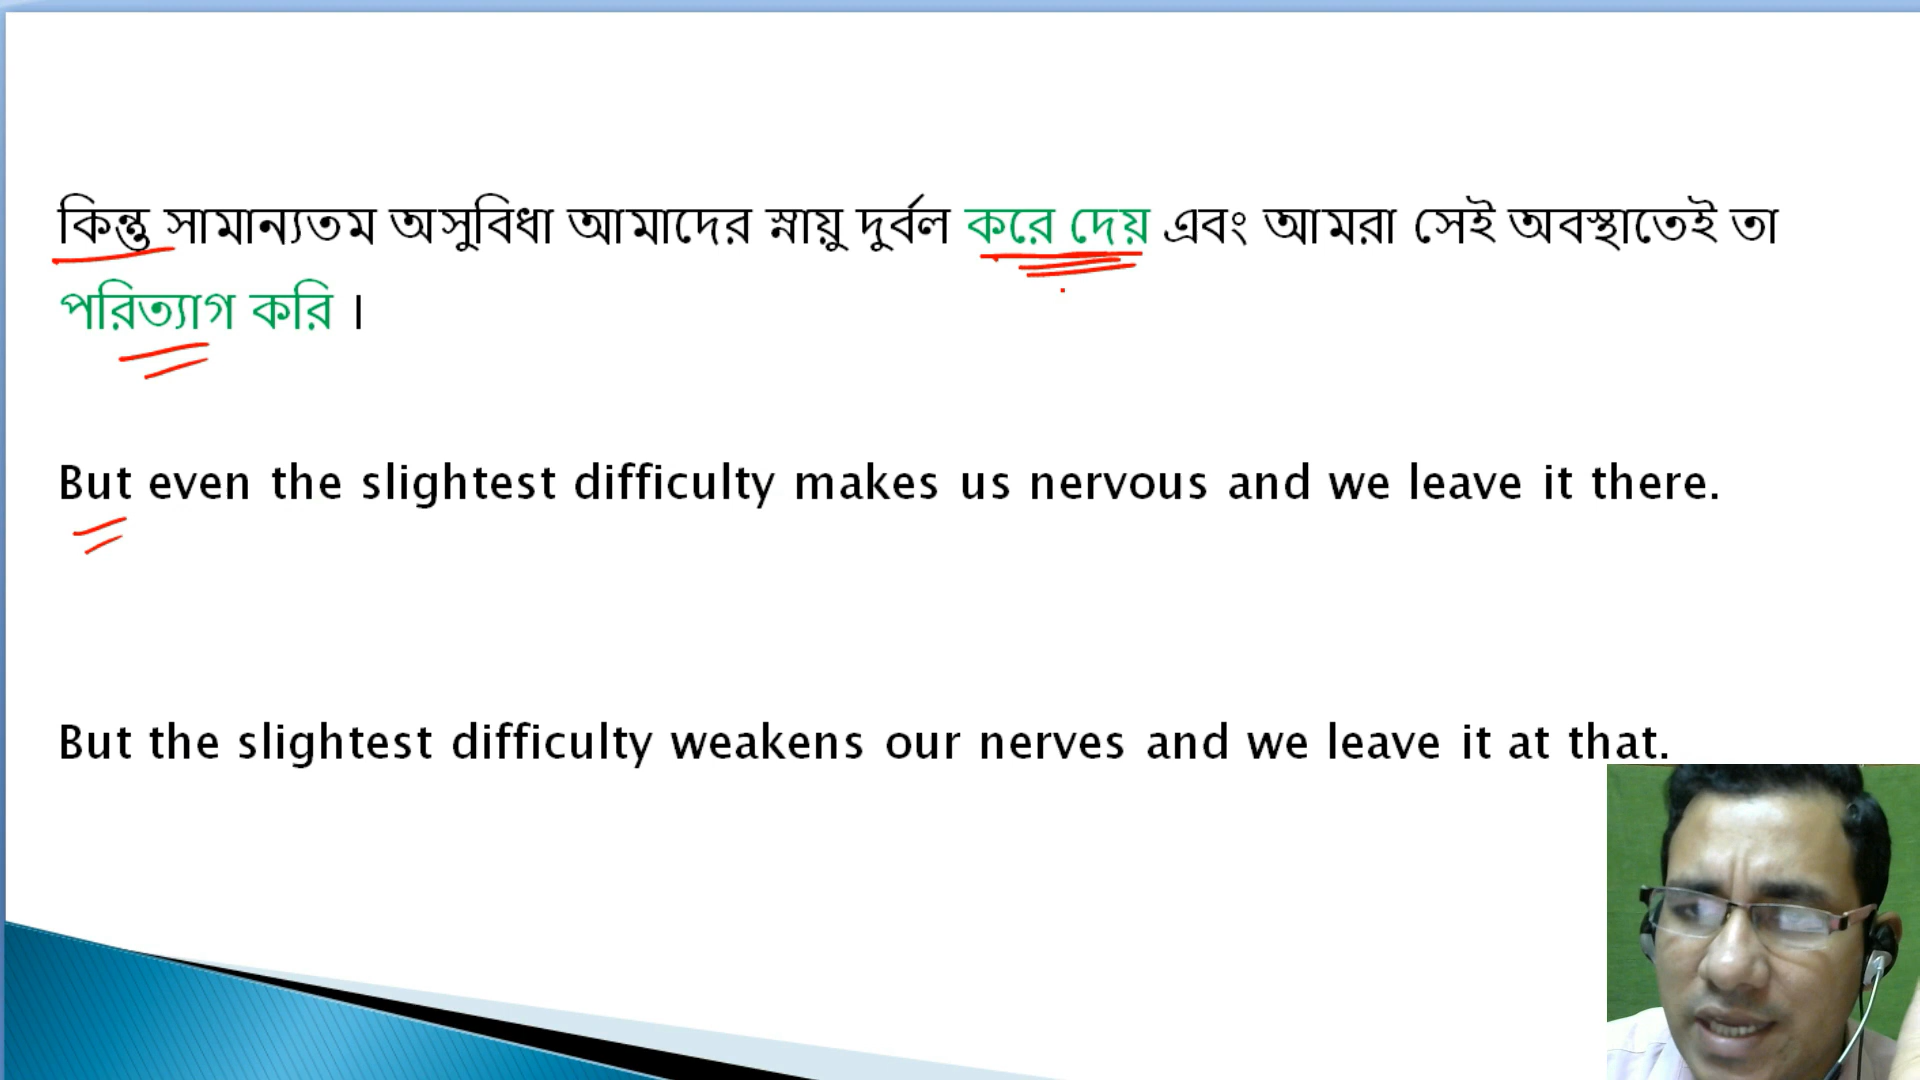 কিন্তু সামান্যতম অসুবিধা আমাদের স্নায়ু দুর্বল করে দেয় এবং আমরা সেই অবস্থাতেই তা
পরিত্যাগ করি ।
But even the slightest difficulty makes us nervous and we leave it there.
But the slightest difficulty weakens our nerves and we leave it at that.